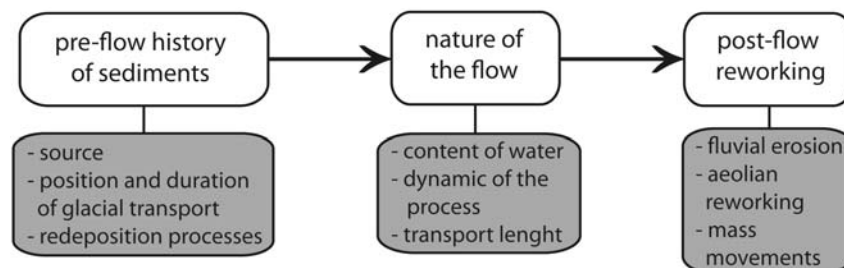 pre-flow history
of sediments
nature of
the flow
post-flow
reworking
- source
- position and duration
of glacial transport
- redeposition processes
- content of water
- dynamic of the
process
- transport lenght
- fluvial erosion
- aeolian
reworking
- mass
movements